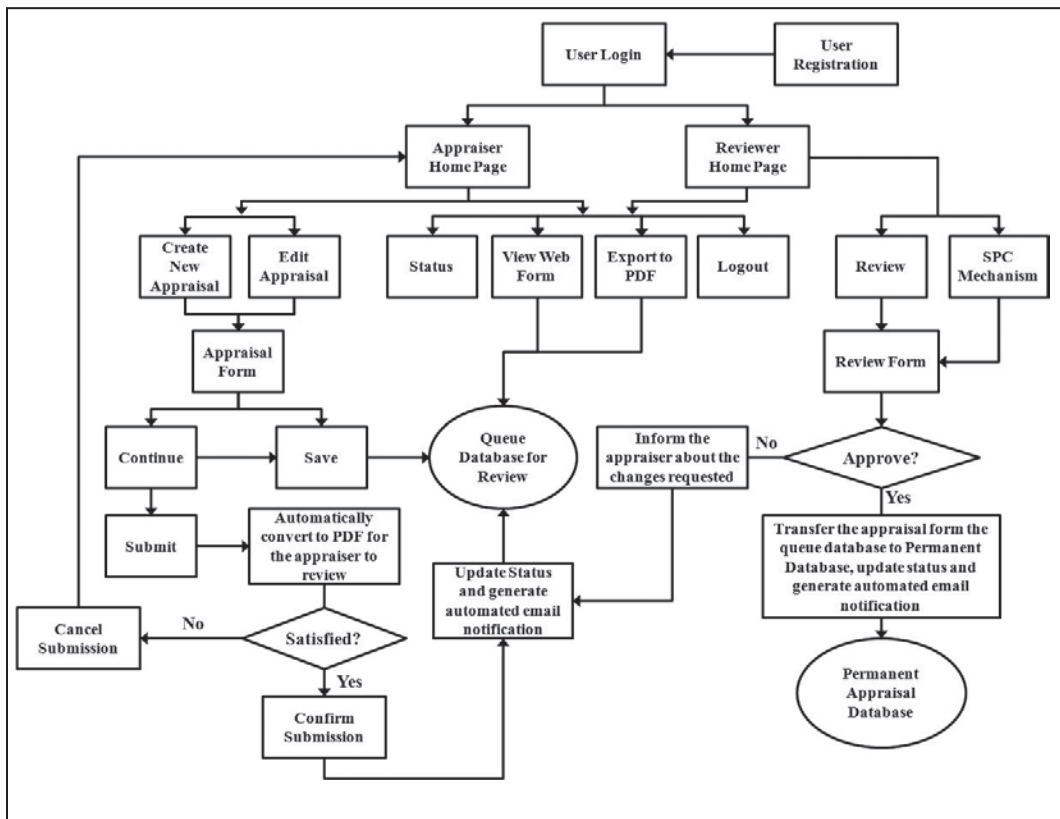 User Login
User
Registration
Appraiser
Home Page
Reviewer
Home Page
Create
New
Appraisal
Edit
Appraisal
Status
View Web
Form
Export to
PDF
Logout
Review
SPC
Mechanism
Appraisal
Form
Review Form
Continue
Save
Queue
Database for
Review
Inform the
appraiser about the
changes requested
No
Approve?
Yes
Submit
Automatically
convert to PDF for
the appraiser to
review
Update Status
and generate
automated email
notification
Transfer the appraisal form the
queue database to Permanent
Database, update status and
generate automated email
notification
Cancel
Submission
No
Satisfied?
Yes
Confirm
Submission
Permanent
Appraisal
Database